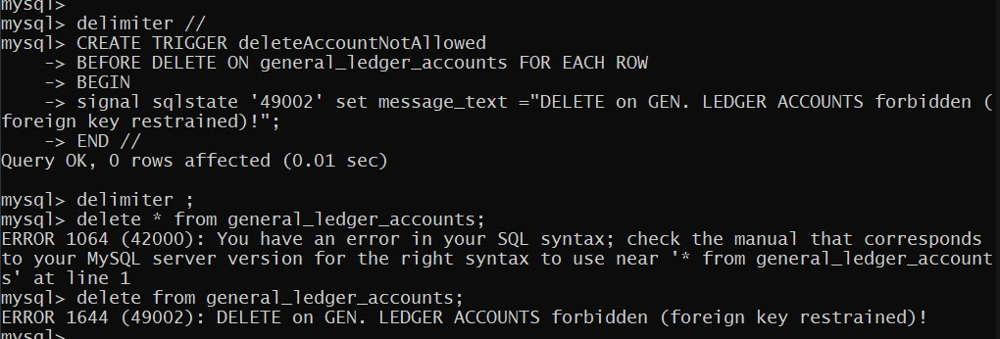 mysql>
mysql> delimiter //
mysql> CREATE TRIGGER deleteAccountNotAllowed
    -> BEFORE DELETE ON general_ledger_accounts FOR EACH ROW
    -> BEGIN
    -> signal sqlstate '49002' set message_text ="DELETE on GEN. LEDGER ACCOUNTS forbidden (
foreign key restrained)!";
    -> END //
Query OK, 0 rows affected (0.01 sec)

mysql> delimiter ;
mysql> delete * from general_ledger_accounts;
ERROR 1064 (42000): You have an error in your SQL syntax; check the manual that corresponds
to your MySQL server version for the right syntax to use near '* from general_ledger_account
s' at line 1
mysql> delete from general_ledger_accounts;
ERROR 1644 (49002): DELETE on GEN. LEDGER ACCOUNTS forbidden (foreign key restrained)!
mysql>